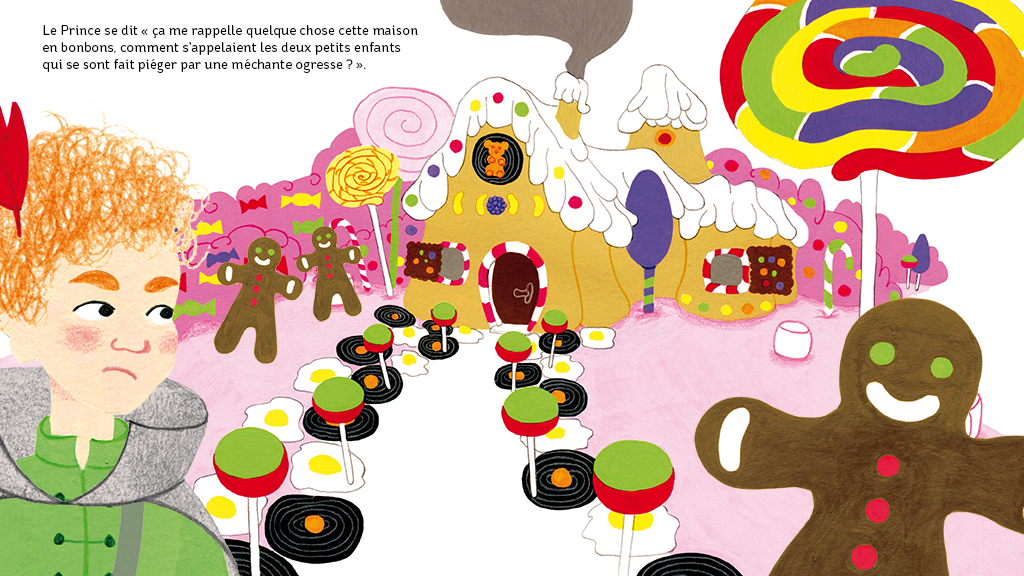 Le Prince se dit « ça me rappelle quelque chose cette maison
en bonbons, comment s'appelaient les deux petits enfants
qui se sont fait piéger par une méchante ogresse ? ».